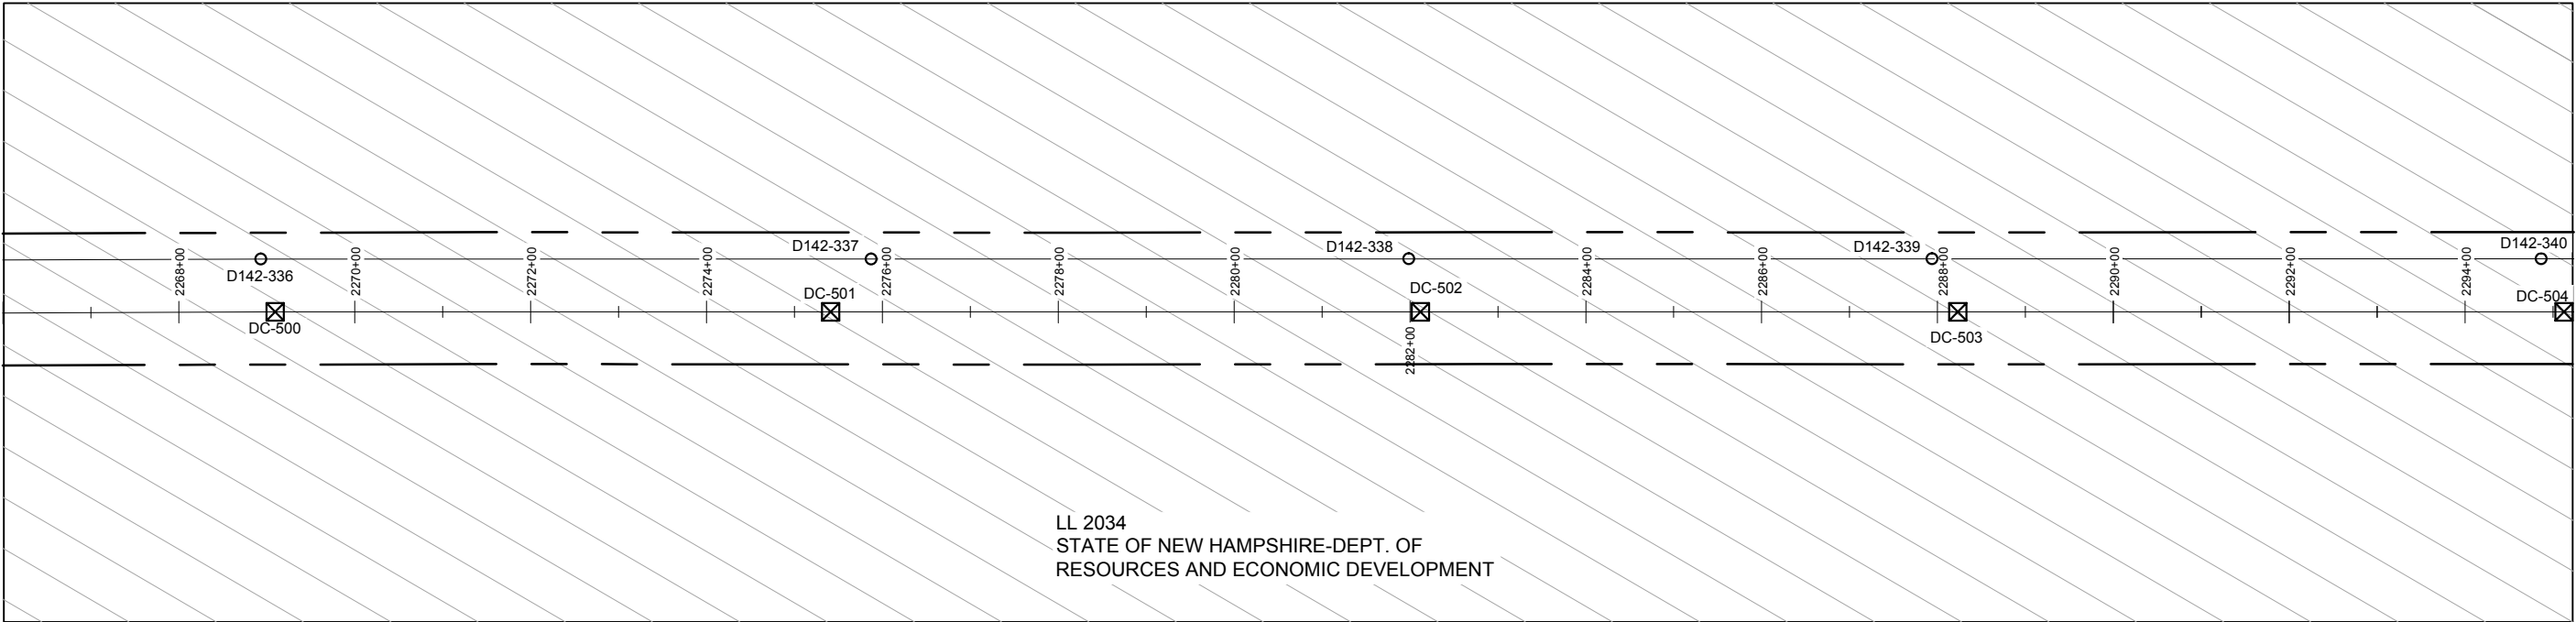 D142-337
D142-338
D142-339
D142-340
2268+00
2270+00
2272+00
2274+00
2276+00
2278+00
2280+00
2284+00
2286+00
2288+00
2290+00
2292+00
2294+00
D142-336
DC-501
DC-502
DC-504
DC-500
DC-503
2282+00
LL 2034
STATE OF NEW HAMPSHIRE-DEPT. OF
RESOURCES AND ECONOMIC DEVELOPMENT